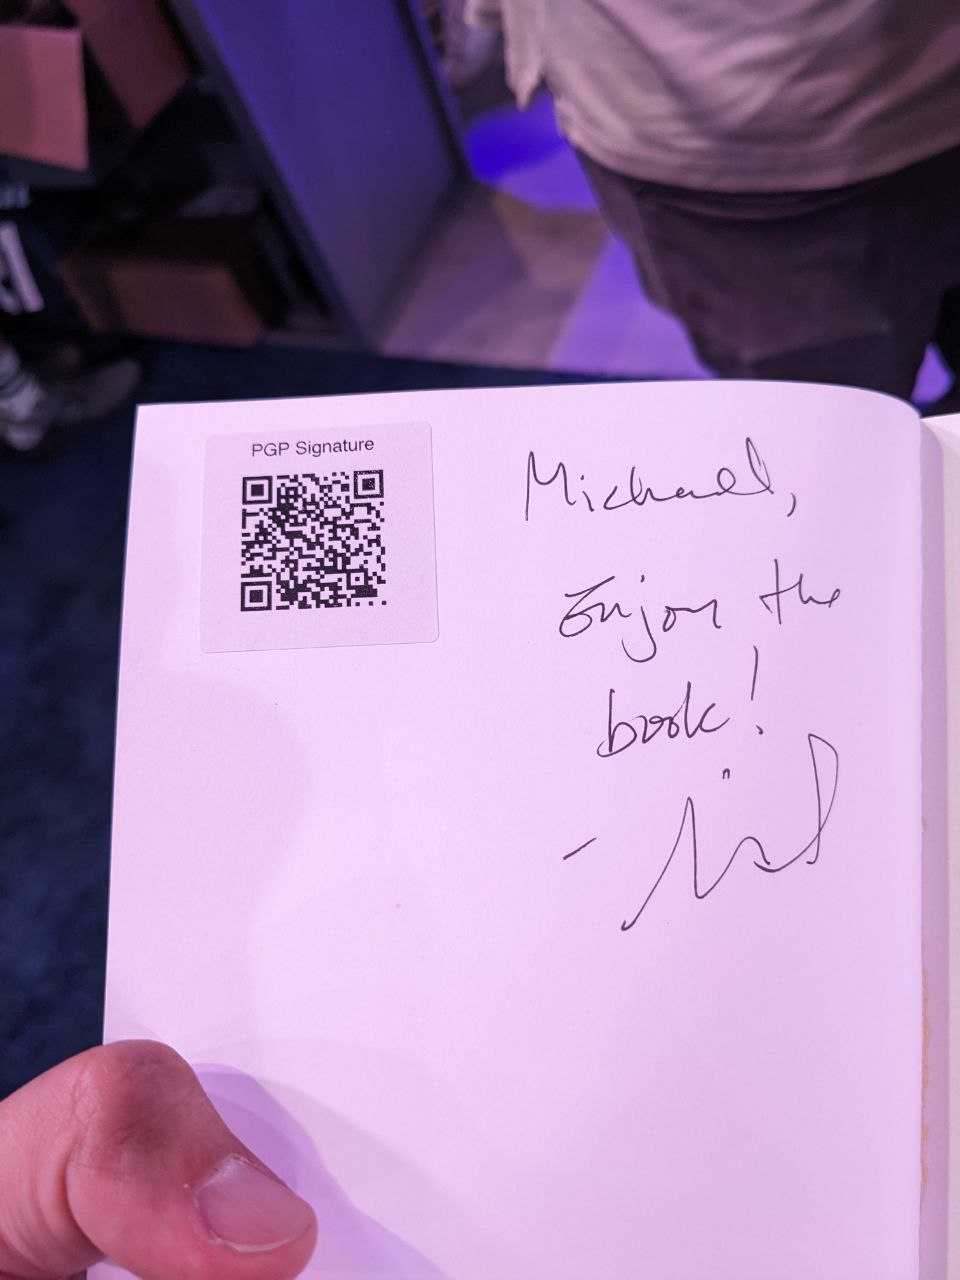 PGP Signature
Michael,
Enjoy the
book!